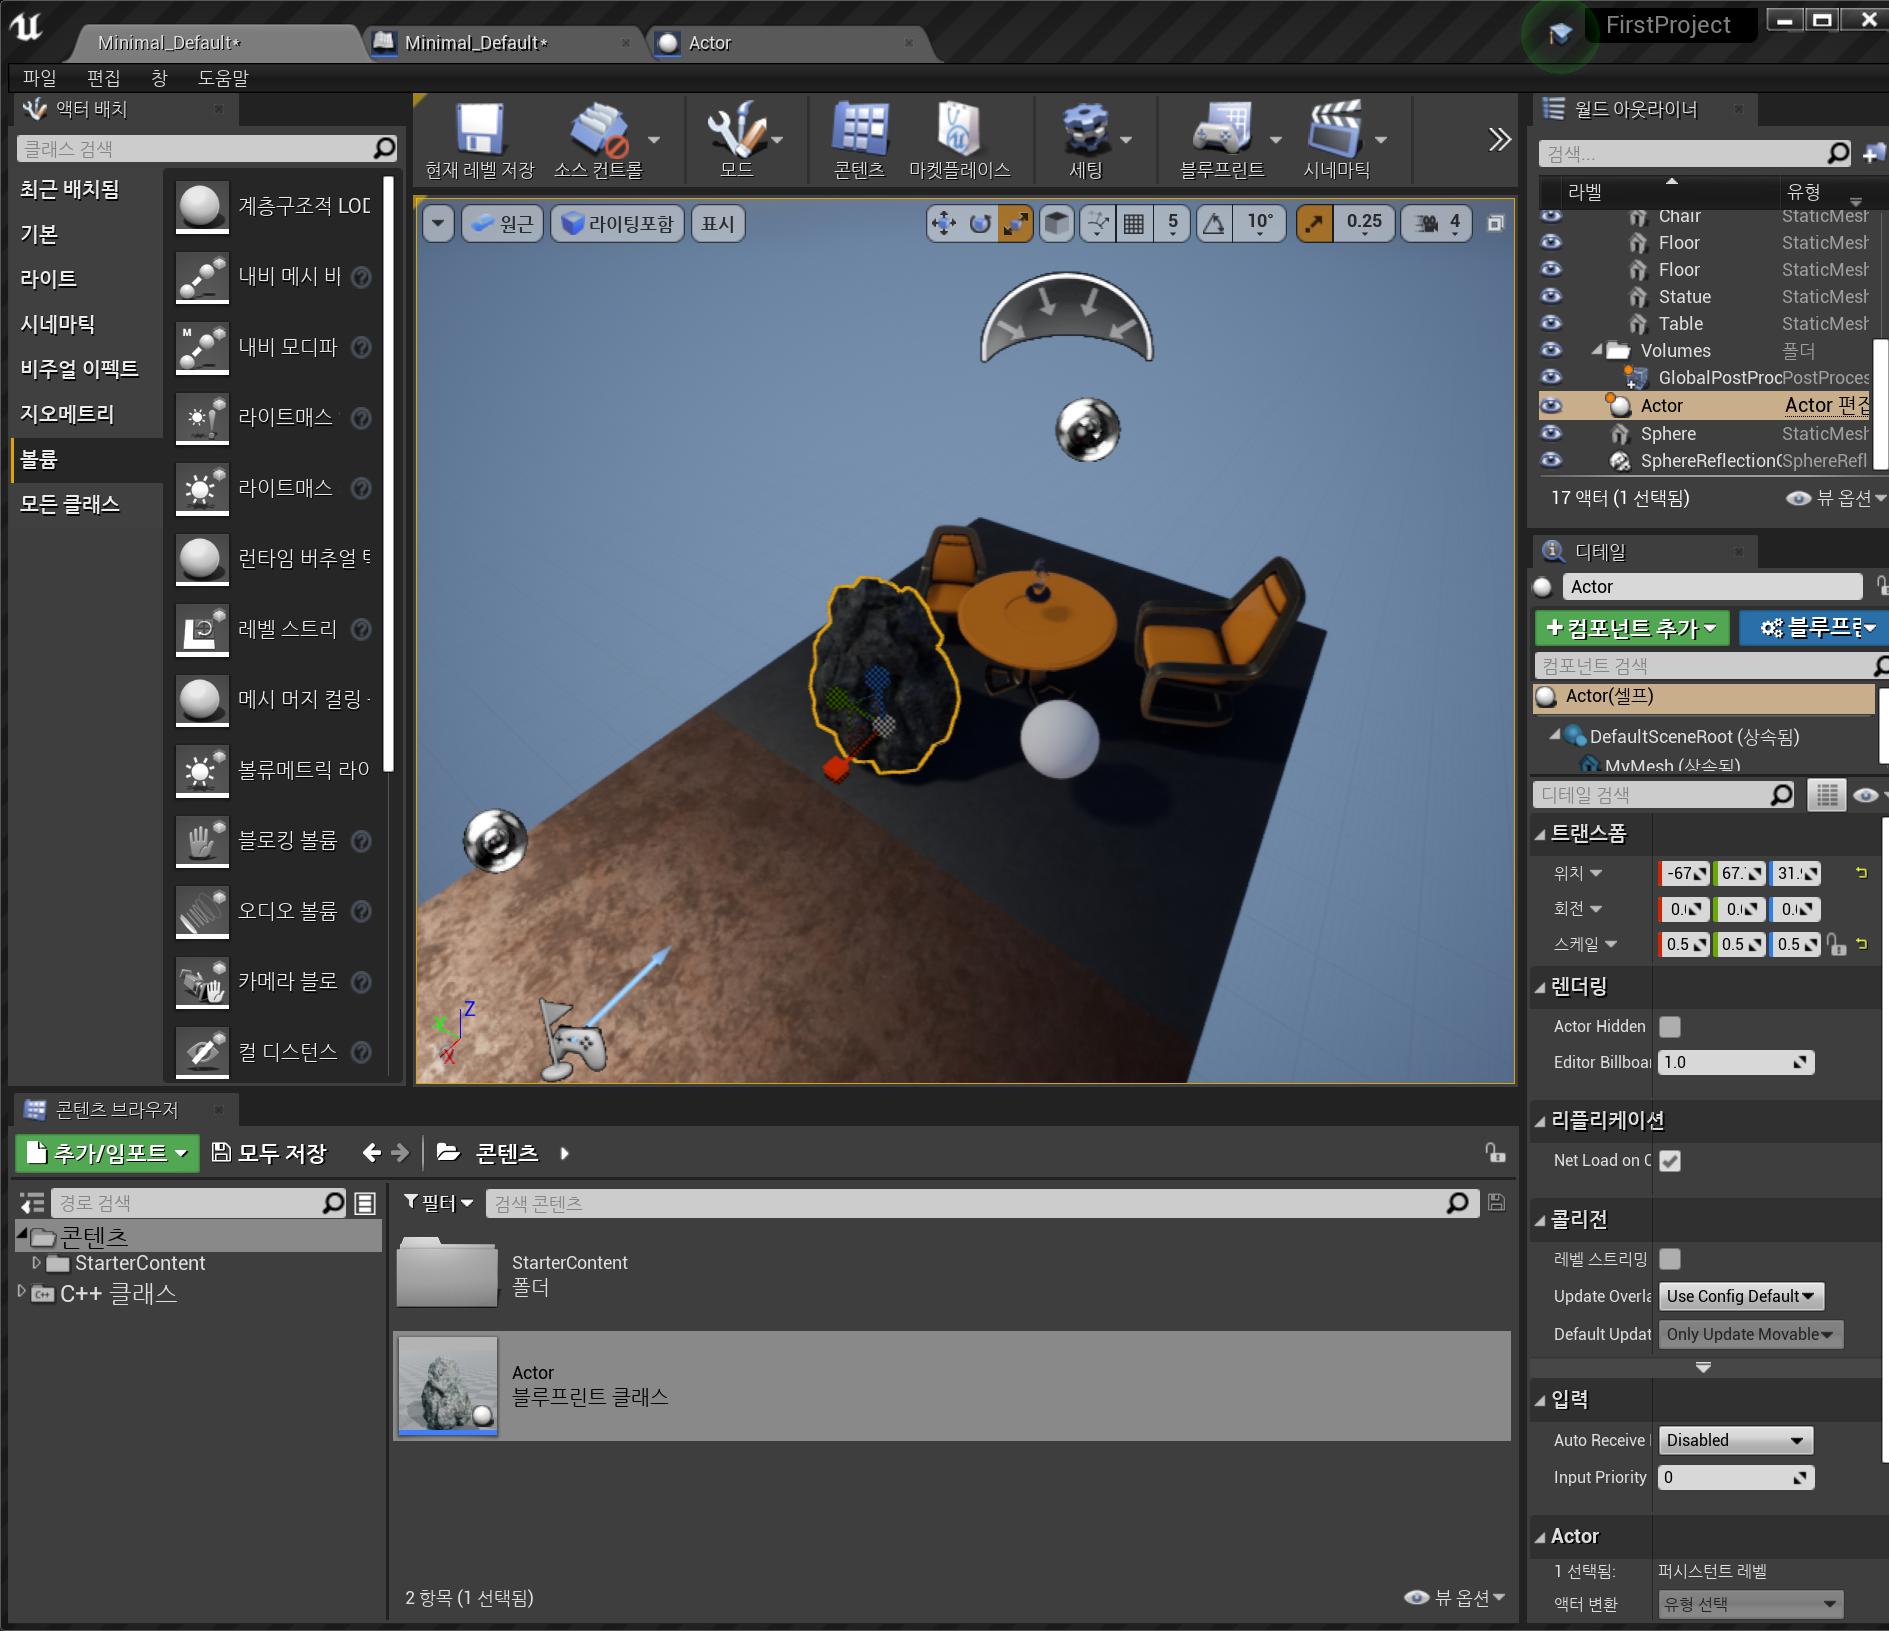 Minimal_Default*
Minimal_Default*
Actor
FirstProject
파일 편집 창 도움말
액터 배치
클래스 검색
최근 배치됨
기본
라이트
시네마틱
비주얼 이펙트
지오메트리
볼륨
모든 클래스
계층구조적 LOD
내비 메시 바
내비 모디파
라이트매스
라이트매스
런타임 버추얼
레벨 스트리
메시 머지 컬링
볼류메트릭 라이
블로킹 볼륨
오디오 볼륨
카메라 블로
컬 디스턴스
현재 레벨 저장
소스 컨트롤
모드
콘텐츠
마켓플레이스
세팅
블루프린트
시네마틱
원근
라이팅포함
표시
5
10°
0.25
4
Z
Y
X
월드 아웃라이너
검색...
라벨 유형
Chair StaticMesh
Floor StaticMesh
Floor StaticMesh
Statue StaticMesh
Table StaticMesh
Volumes 폴더
GlobalPostProc PostProces
Actor Actor 편집
Sphere StaticMesh
SphereReflectionC SphereRefl
17 액터 (1 선택됨)
뷰 옵션
디테일
Actor
+컴포넌트 추가
블루프린
컴포넌트 검색
Actor(셀프)
DefaultSceneRoot (상속됨)
MyMesh (상속됨)
디테일 검색
트랜스폼
위치 -67 67. 31.
회전 0.0 0.0 0.0
스케일 0.5 0.5 0.5
렌더링
Actor Hidden
Editor Billboar 1.0
리플리케이션
Net Load on C
콜리전
레벨 스트리밍
Update Overla Use Config Default
Default Updat Only Update Movable
입력
Auto Receive Disabled
Input Priority 0
Actor
1 선택됨: 퍼시스턴트 레벨
액터 변환 유형 선택
콘텐츠 브라우저
추가/임포트
모두 저장
콘텐츠
경로 검색
콘텐츠
StarterContent
C++ 클래스
필터
검색 콘텐츠
StarterContent
폴더
Actor
블루프린트 클래스
2 항목 (1 선택됨)
뷰 옵션